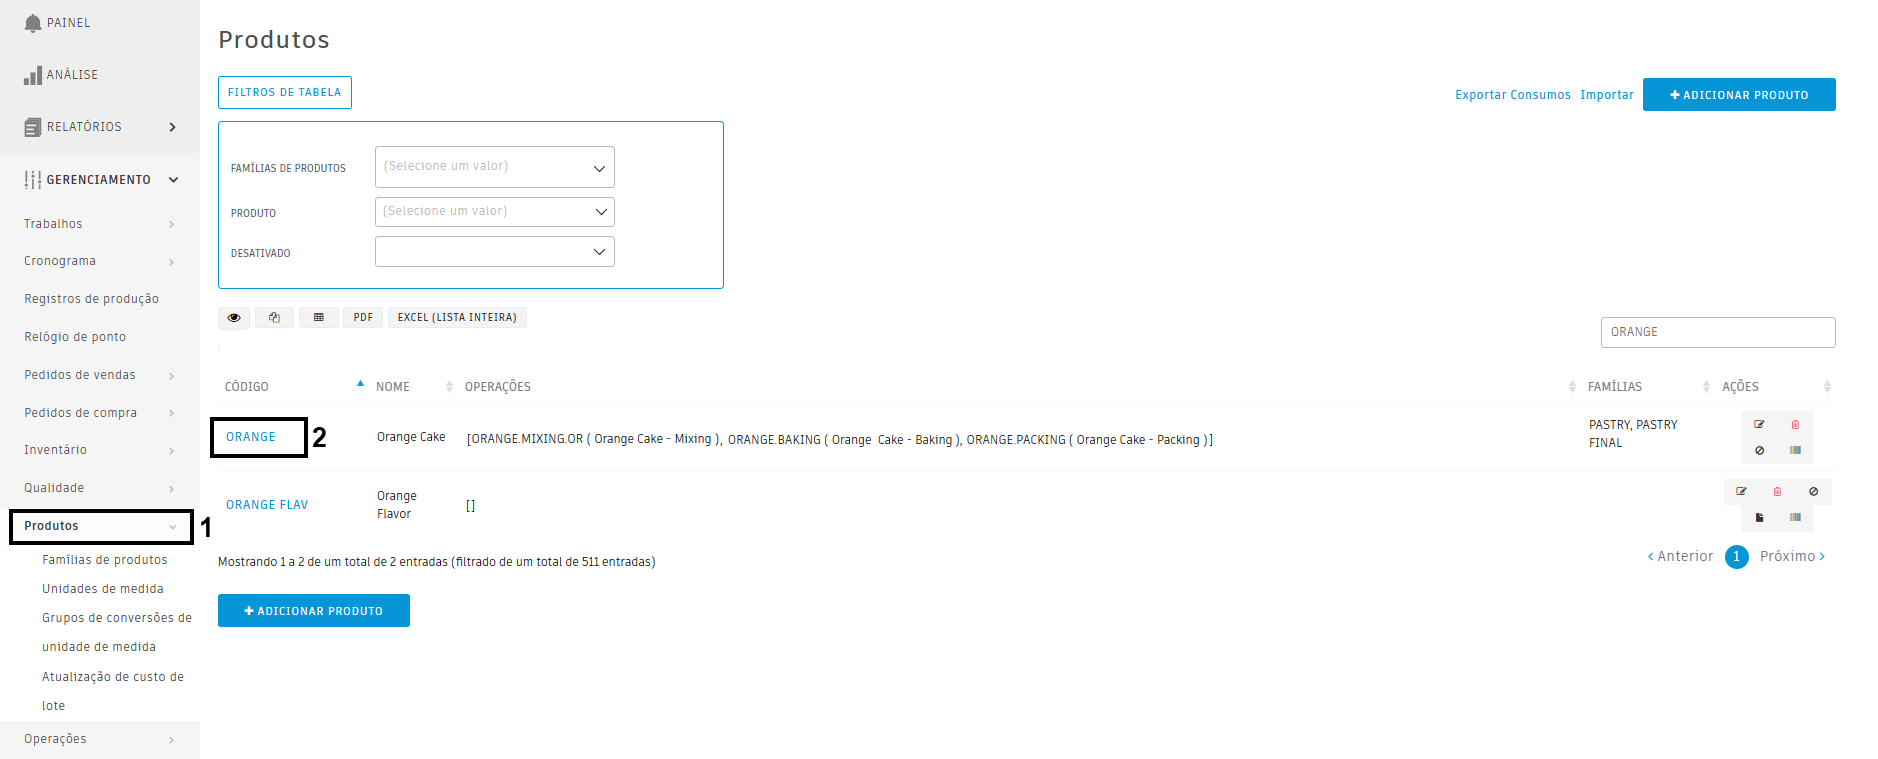 PAINEL
ANÁLISE
RELATÓRIOS
GERENCIAMENTO
Trabalhos
Cronograma
Registros de produção
Relógio de ponto
Pedidos de vendas
Pedidos de compra
Inventário
Qualidade
Produtos 1
Famílias de produtos
Unidades de medida
Grupos de conversões de
unidade de medida
Atualização de custo de
lote
Operações
Produtos
FILTROS DE TABELA
Exportar Consumos Importar ADICIONAR PRODUTO
FAMÍLIAS DE PRODUTOS (Selecione um valor)
PRODUTO (Selecione um valor)
DESATIVADO
PDF EXCEL (LISTA INTEIRA)
ORANGE
CÓDIGO NOME OPERAÇÕES FAMÍLIAS AÇÕES
ORANGE 2 Orange Cake [ORANGE.MIXING.OR ( Orange Cake - Mixing ), ORANGE.BAKING ( Orange Cake - Baking ), ORANGE.PACKING ( Orange Cake - Packing )] PASTRY, PASTRY
FINAL
ORANGE FLAV Orange
Flavor []
Mostrando 1 a 2 de um total de 2 entradas (filtrado de um total de 511 entradas)
Anterior 1 Próximo
ADICIONAR PRODUTO